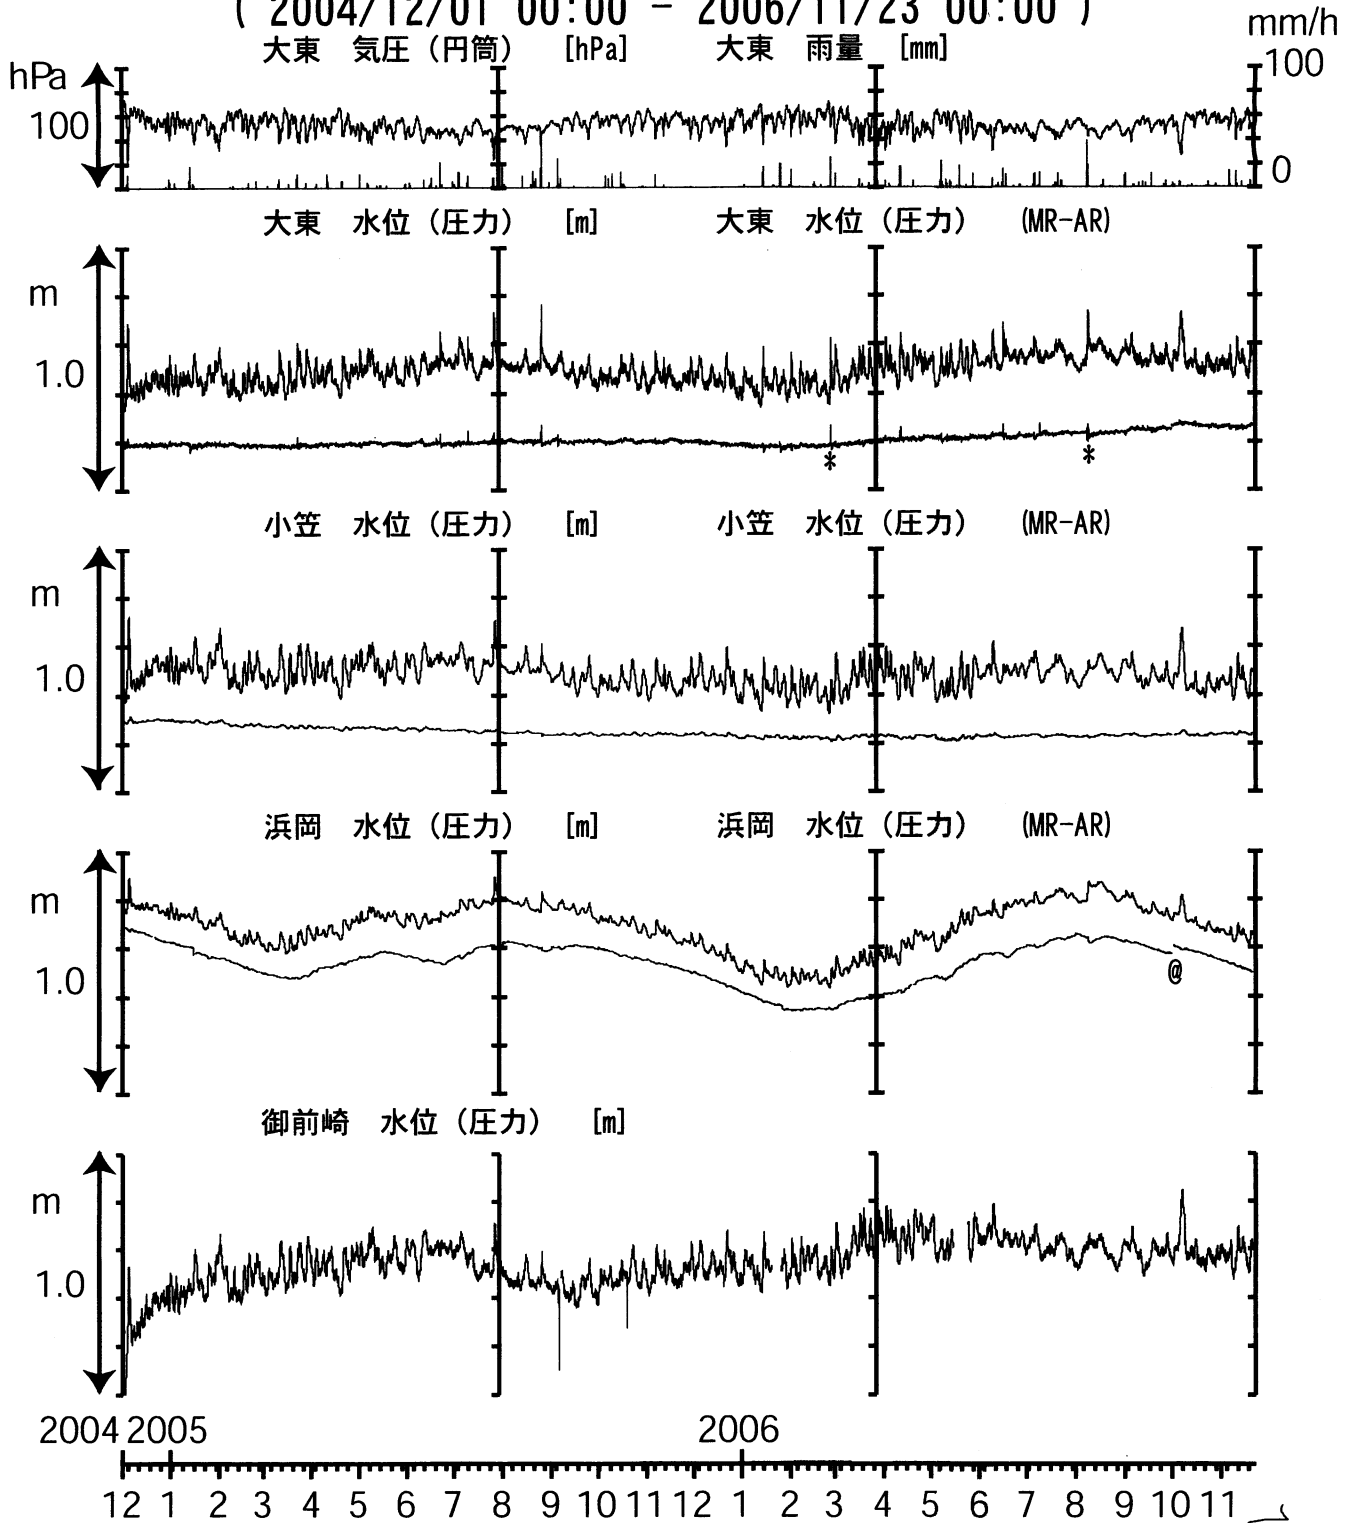 ( 2004/12/01 00:00 - 2006/11/23 00:00 )
mm/h
大東 気圧（円筒） [hPa] 大東 雨量 [mm]
hPa
100
100
0
大東 水位（圧力） [m] 大東 水位（圧力） (MR-AR)
m
1.0
*
*
小笠 水位（圧力） [m] 小笠 水位（圧力） (MR-AR)
m
1.0
浜岡 水位（圧力） [m] 浜岡 水位（圧力） (MR-AR)
m
1.0
@
御前崎 水位（圧力） [m]
m
1.0
2004 2005 2006
12 1 2 3 4 5 6 7 8 9 10 11 12 1 2 3 4 5 6 7 8 9 10 11